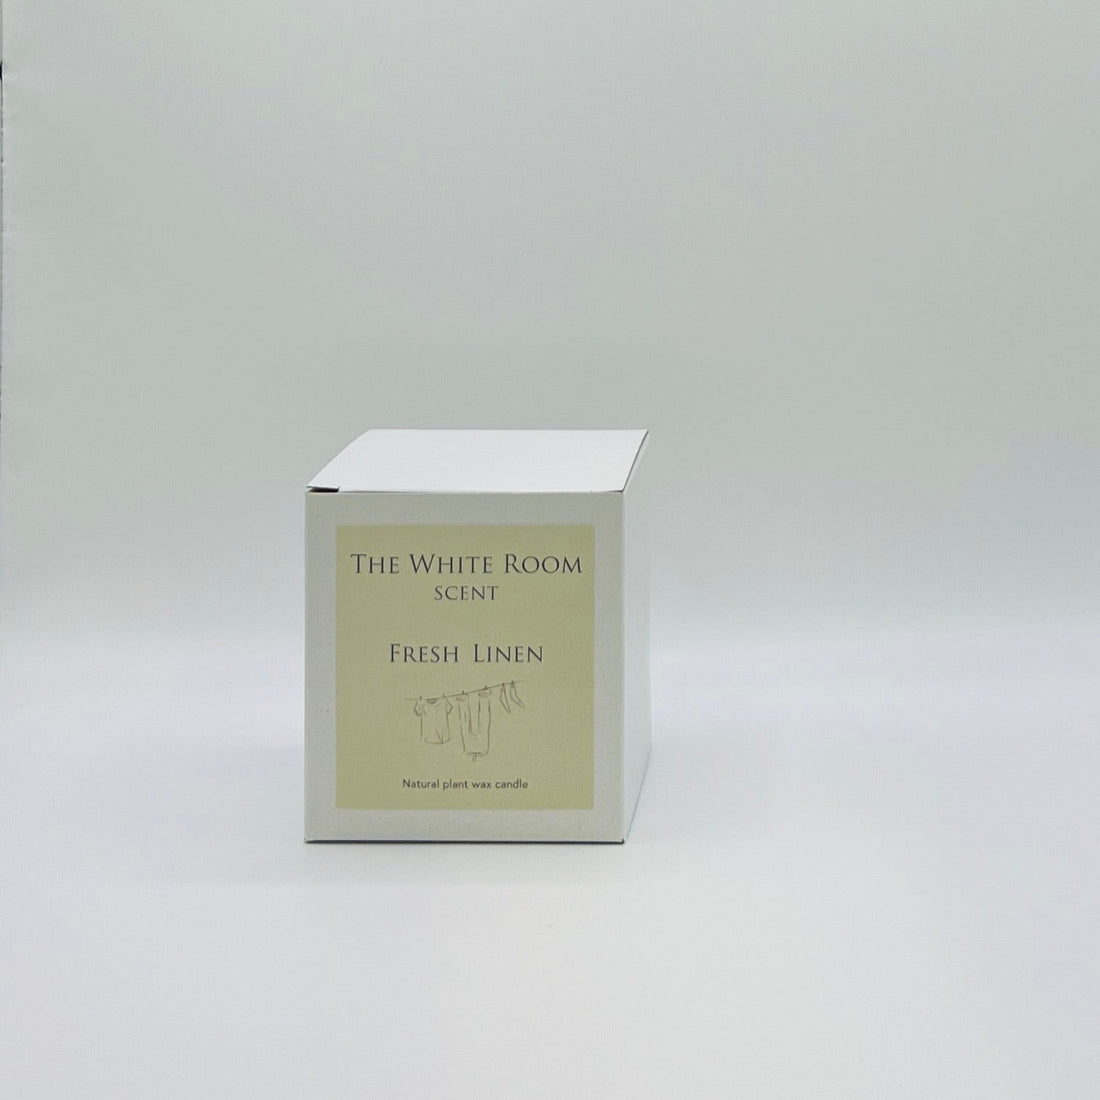 THE WHITE ROOM
SCENT
FRESH LINEN
Natural plant wax candle